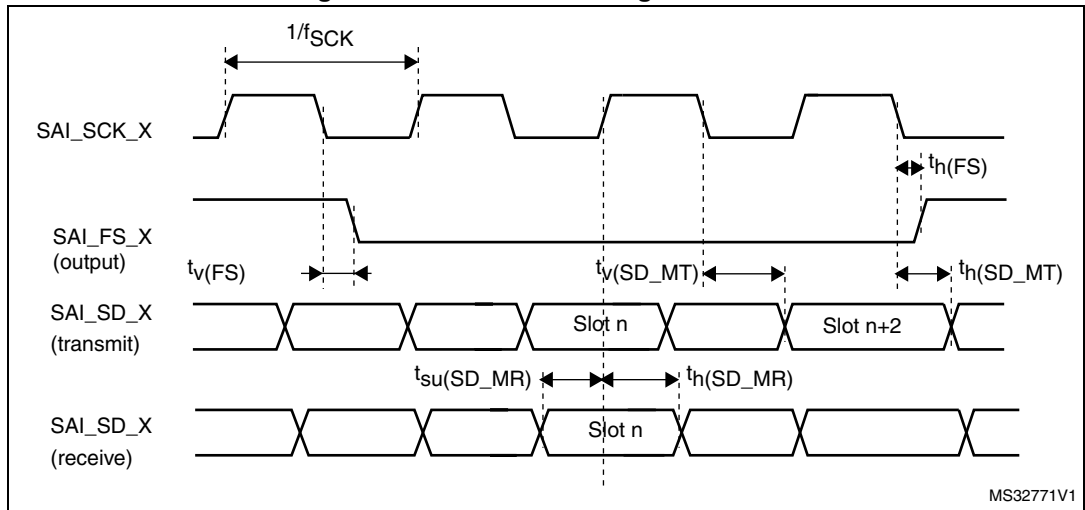 1/fSCK
SAI_SCK_X
th(FS)
SAI_FS_X
(output)
tv(FS)
tv(SD_MT)
th(SD_MT)
SAI_SD_X
(transmit)
Slot n
Slot n+2
tsu(SD_MR)
th(SD_MR)
SAI_SD_X
(receive)
Slot n
MS32771V1